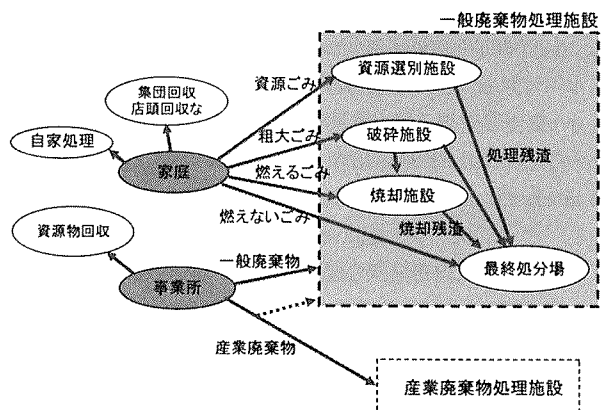 一般廃棄物処理施設
資源選別施設
集団回収
店頭回収な
資源ごみ
自家処理
粗大ごみ
破砕施設
処理残渣
家庭
燃えるごみ
焼却施設
燃えないごみ
焼却残渣
資源物回収
一般廃棄物
最終処分場
事業所
産業廃棄物
産業廃棄物処理施設